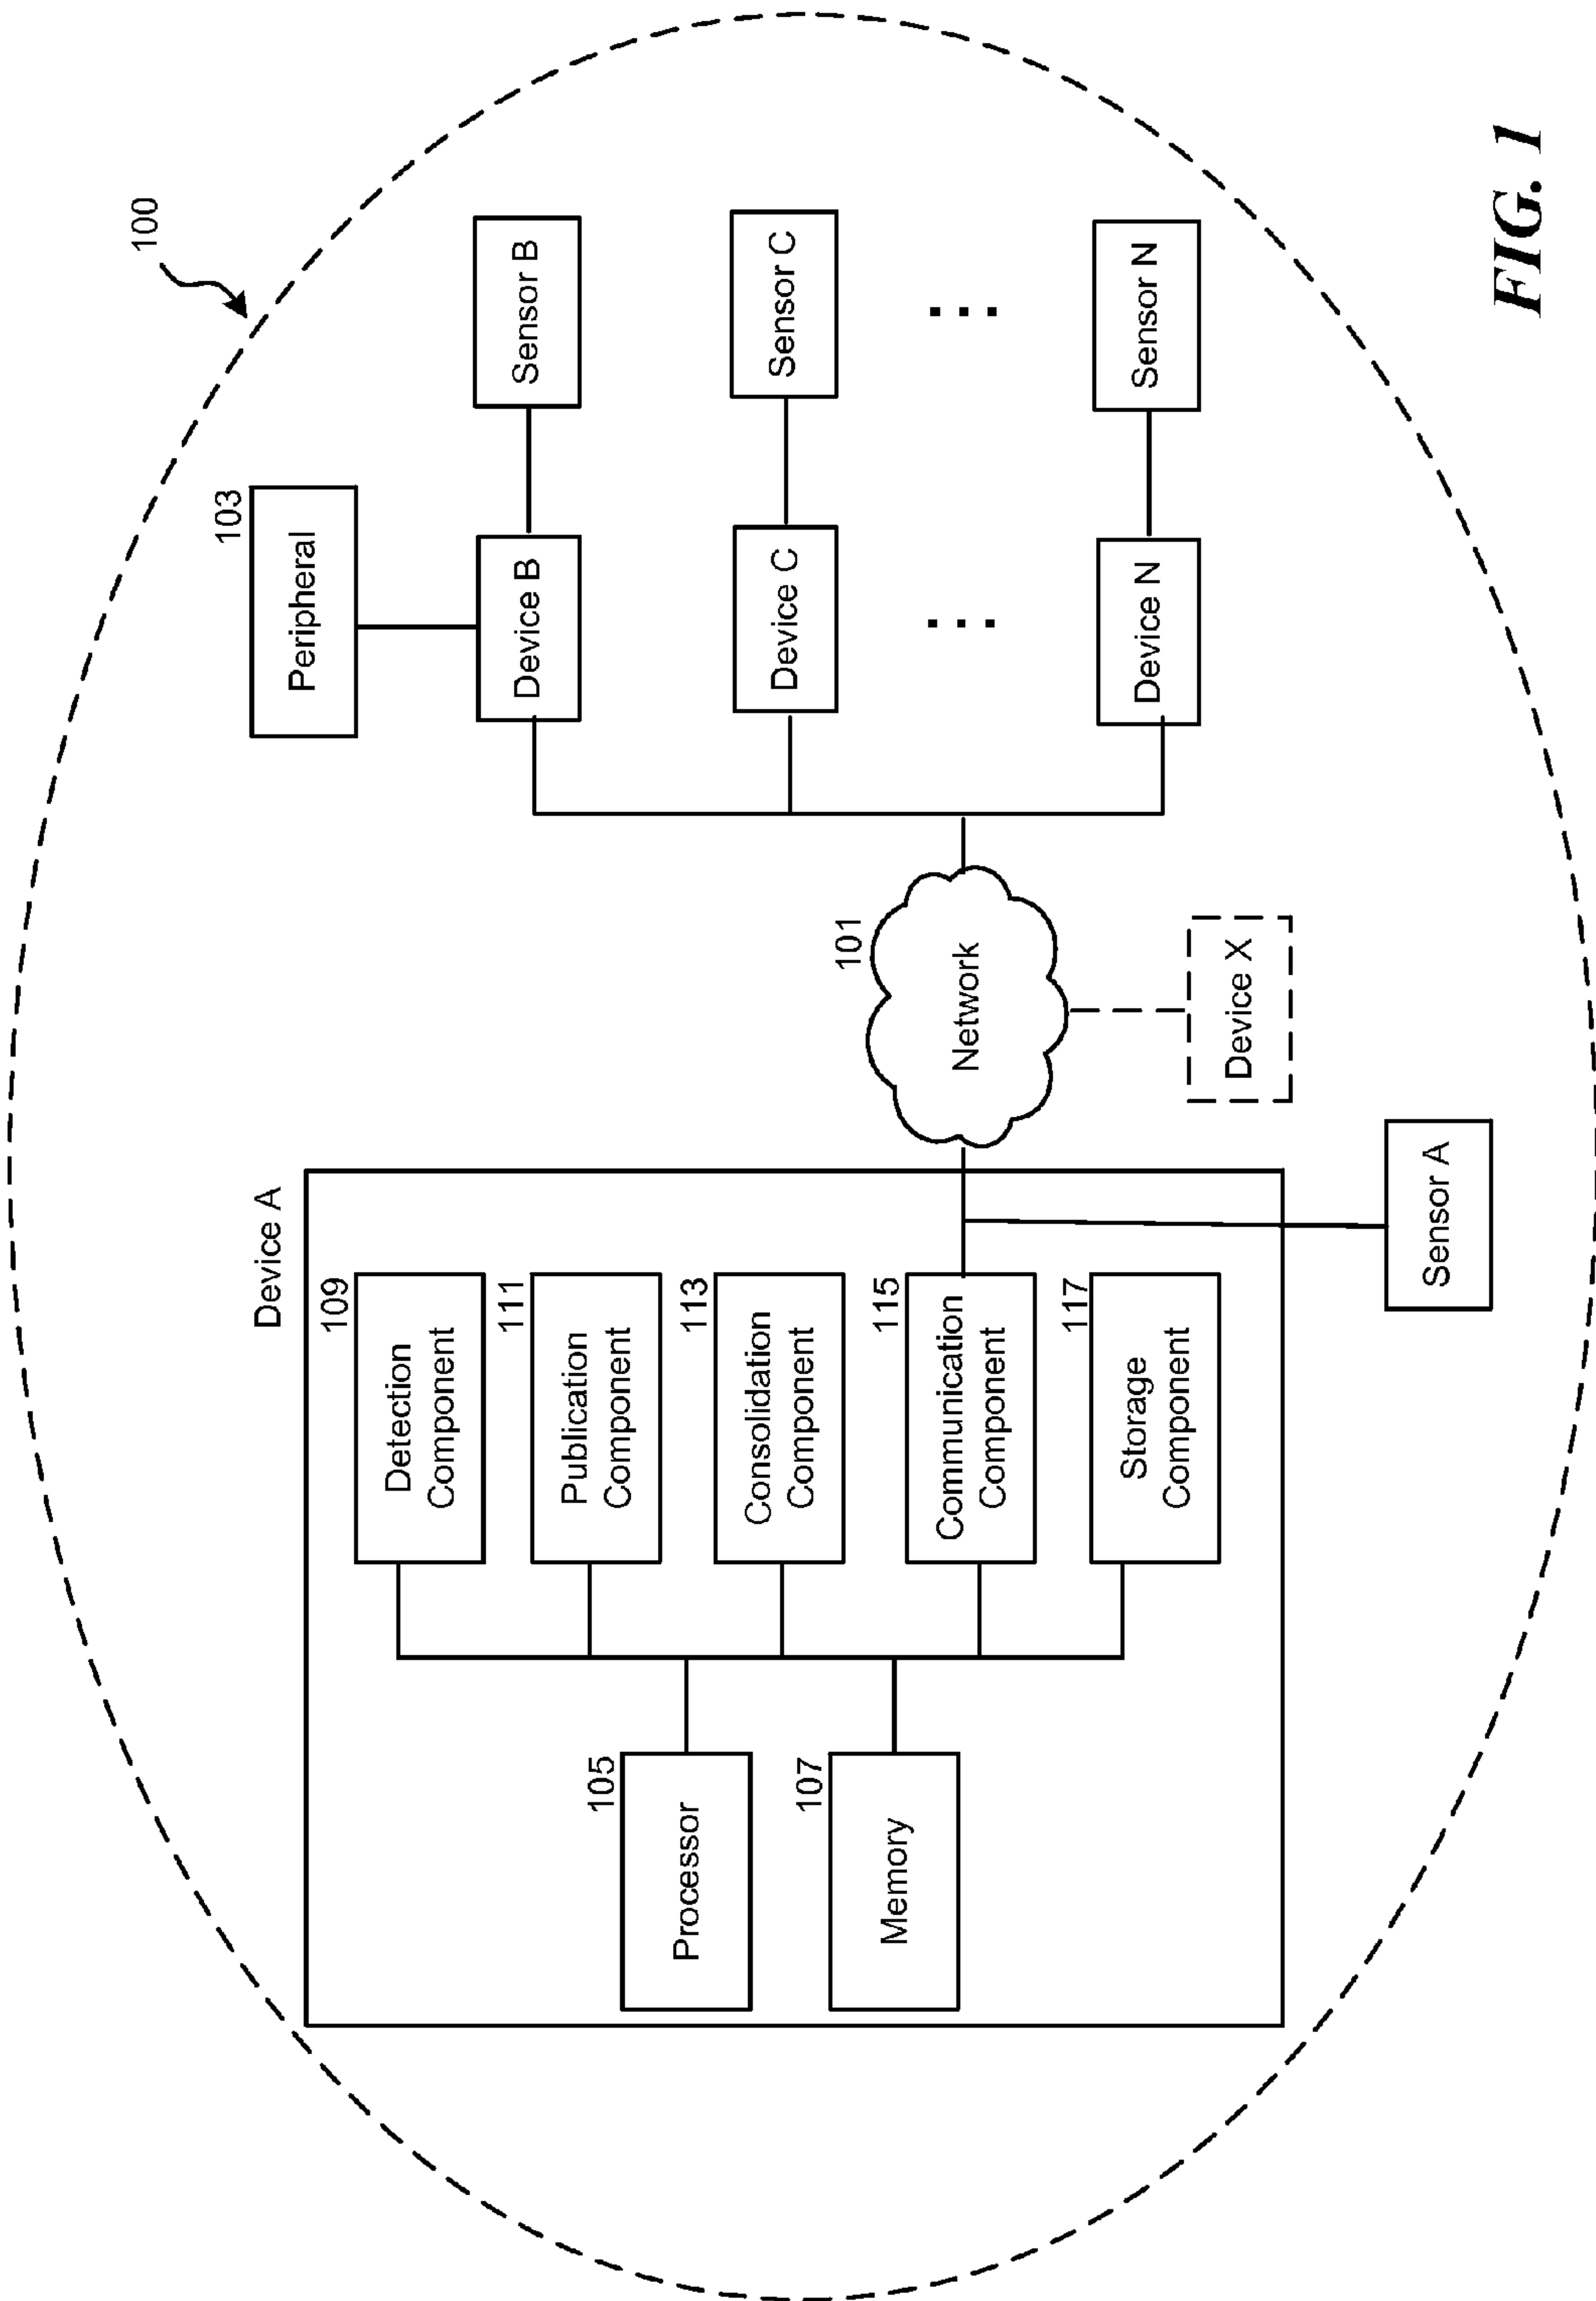 100
103
Peripheral
Device B
Sensor B
Device A
109
Detection
Component
111
Publication
Component
105
Processor
113
Consolidation
Component
Device C
Sensor C
101
Network
107
Memory
115
Communication
Component
...
...
117
Storage
Component
Device X
Device N
Sensor N
Sensor A
FIG. 1